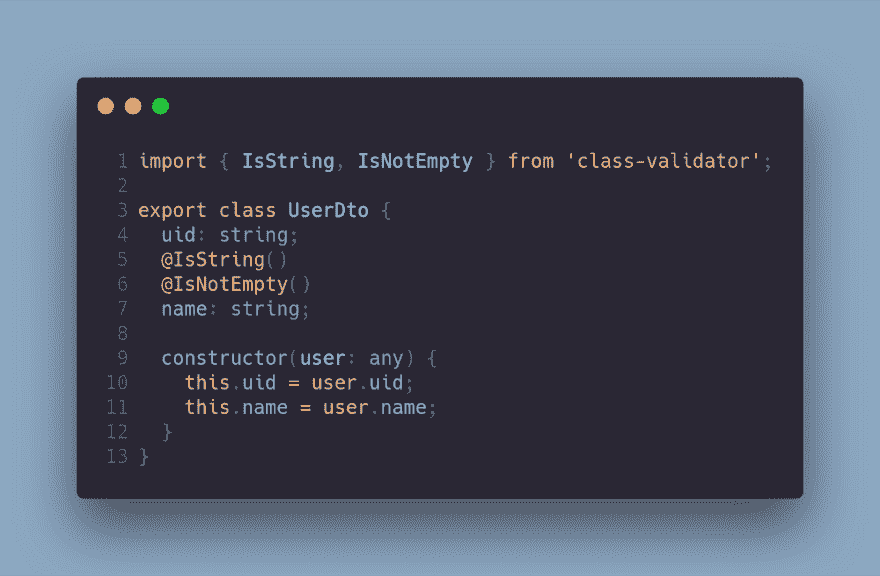 1 import { IsString, IsNotEmpty } from 'class-validator';
2
3 export class UserDto {
4   uid: string;
5   @IsString()
6   @IsNotEmpty()
7   name: string;
8
9   constructor(user: any) {
10     this.uid = user.uid;
11     this.name = user.name;
12   }
13 }